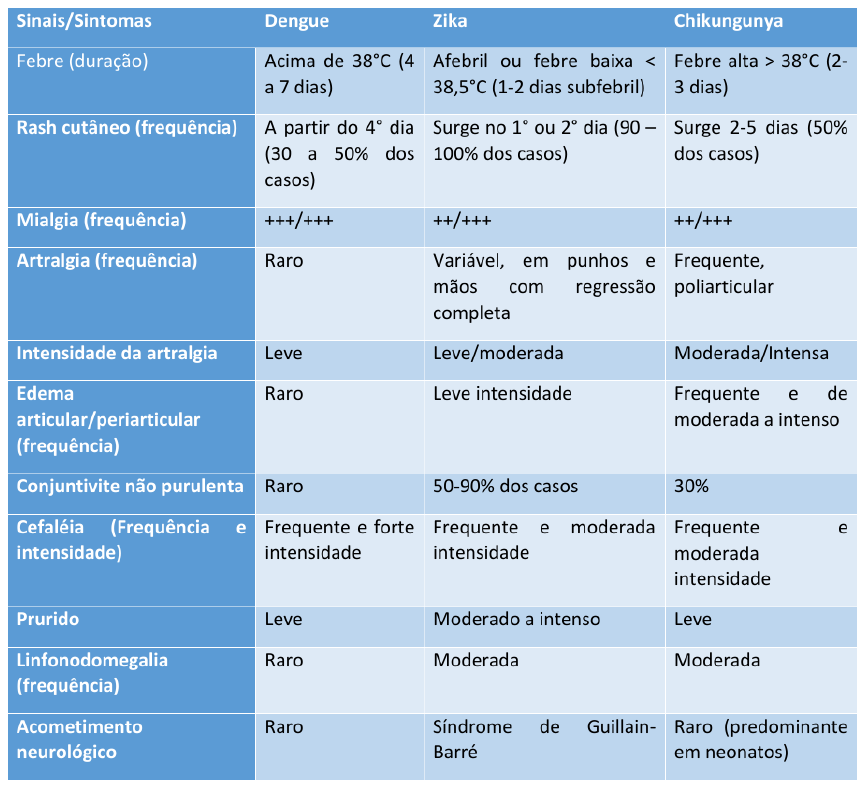 Sinais/Sintomas Dengue Zika Chikungunya
Febre (duração) Acima de 38°C (4 Afebril ou febre baixa < Febre alta > 38°C (2-
a 7 dias) 38,5°C (1-2 dias subfebril) 3 dias)
Rash cutâneo (frequência) A partir do 4° dia Surge no 1° ou 2° dia (90 – Surge 2-5 dias (50%
(30 a 50% dos 100% dos casos) dos casos)
casos)
Mialgia (frequência) +++/+++ ++/+++ ++/+++
Artralgia (frequência) Raro Variável, em punhos e Frequente,
mãos com regressão poliarticular
completa
Intensidade da artralgia Leve Leve/moderada Moderada/Intensa
Edema Raro Leve intensidade Frequente e de
articular/periarticular moderada a intenso
(frequência)
Conjuntivite não purulenta Raro 50-90% dos casos 30%
Cefaléia (Frequência e Frequente e forte Frequente e moderada Frequente e
intensidade) intensidade intensidade moderada
intensidade
Prurido Leve Moderado a intenso Leve
Linfonodomegalia Raro Moderada Moderada
(frequência)
Acometimento Raro Síndrome de Guillain- Raro (predominante
neurológico Barré em neonatos)